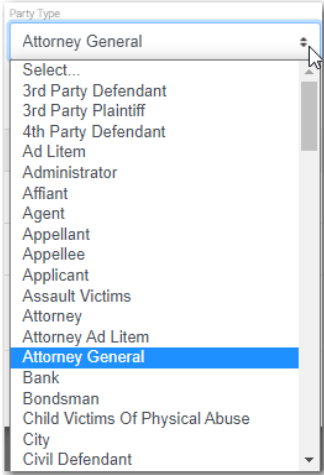 Party Type
Attorney General
Select...
3rd Party Defendant
3rd Party Plaintiff
4th Party Defendant
Ad Litem
Administrator
Affiant
Agent
Appellant
Appellee
Applicant
Assault Victims
Attorney
Attorney Ad Litem
Attorney General
Bank
Bondsman
Child Victims Of Physical Abuse
City
Civil Defendant